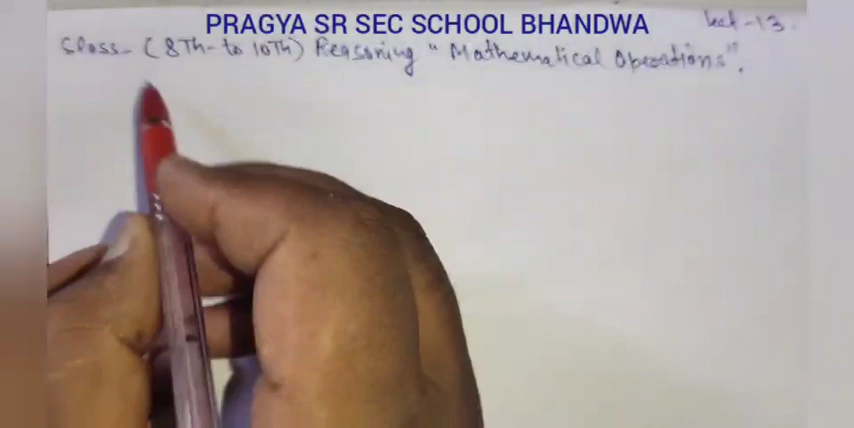 PRAGYA SR SEC SCHOOL BHANDWA
Lect-13.
Class- (8Th-to 10Th) Reasoning "Mathematical Operations".